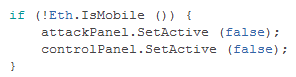 if (!Eth.IsMobile ()) {
    attackPanel.SetActive (false);
    controlPanel.SetActive (false);
}